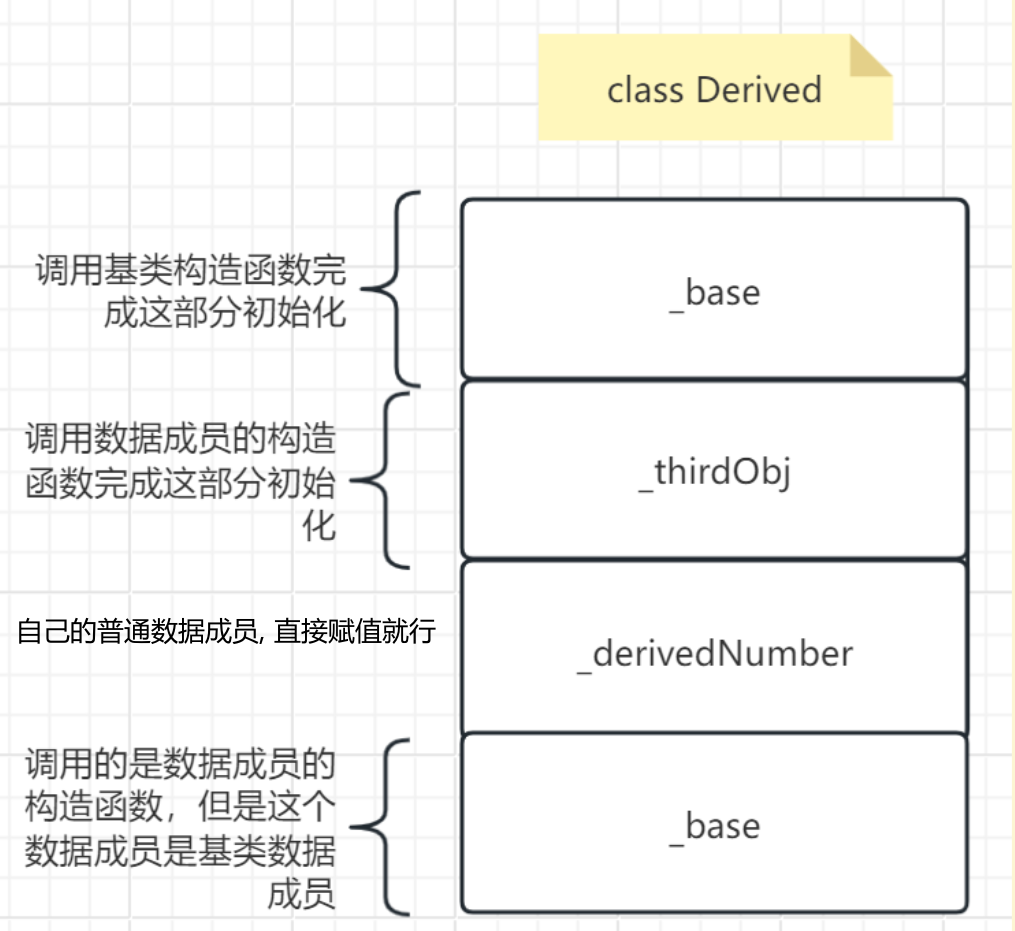 class Derived
调用基类构造函数完
成这部分初始化
_base
调用数据成员的构造
函数完成这部分初始
化
_thirdObj
自己的普通数据成员, 直接赋值就行
_derivedNumber
调用的是数据成员的
构造函数，但是这个
数据成员是基类数据
成员
_base